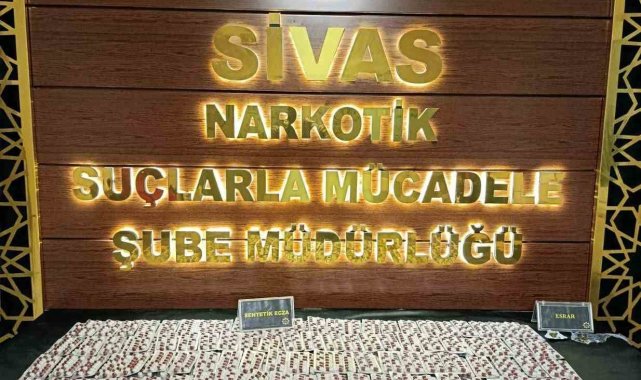 SİVAS
NARKOTİK
SUÇLARLA MÜCADELE
ŞUBE MÜDÜRLÜĞÜ
SENTETİK ECZA
ESRAR